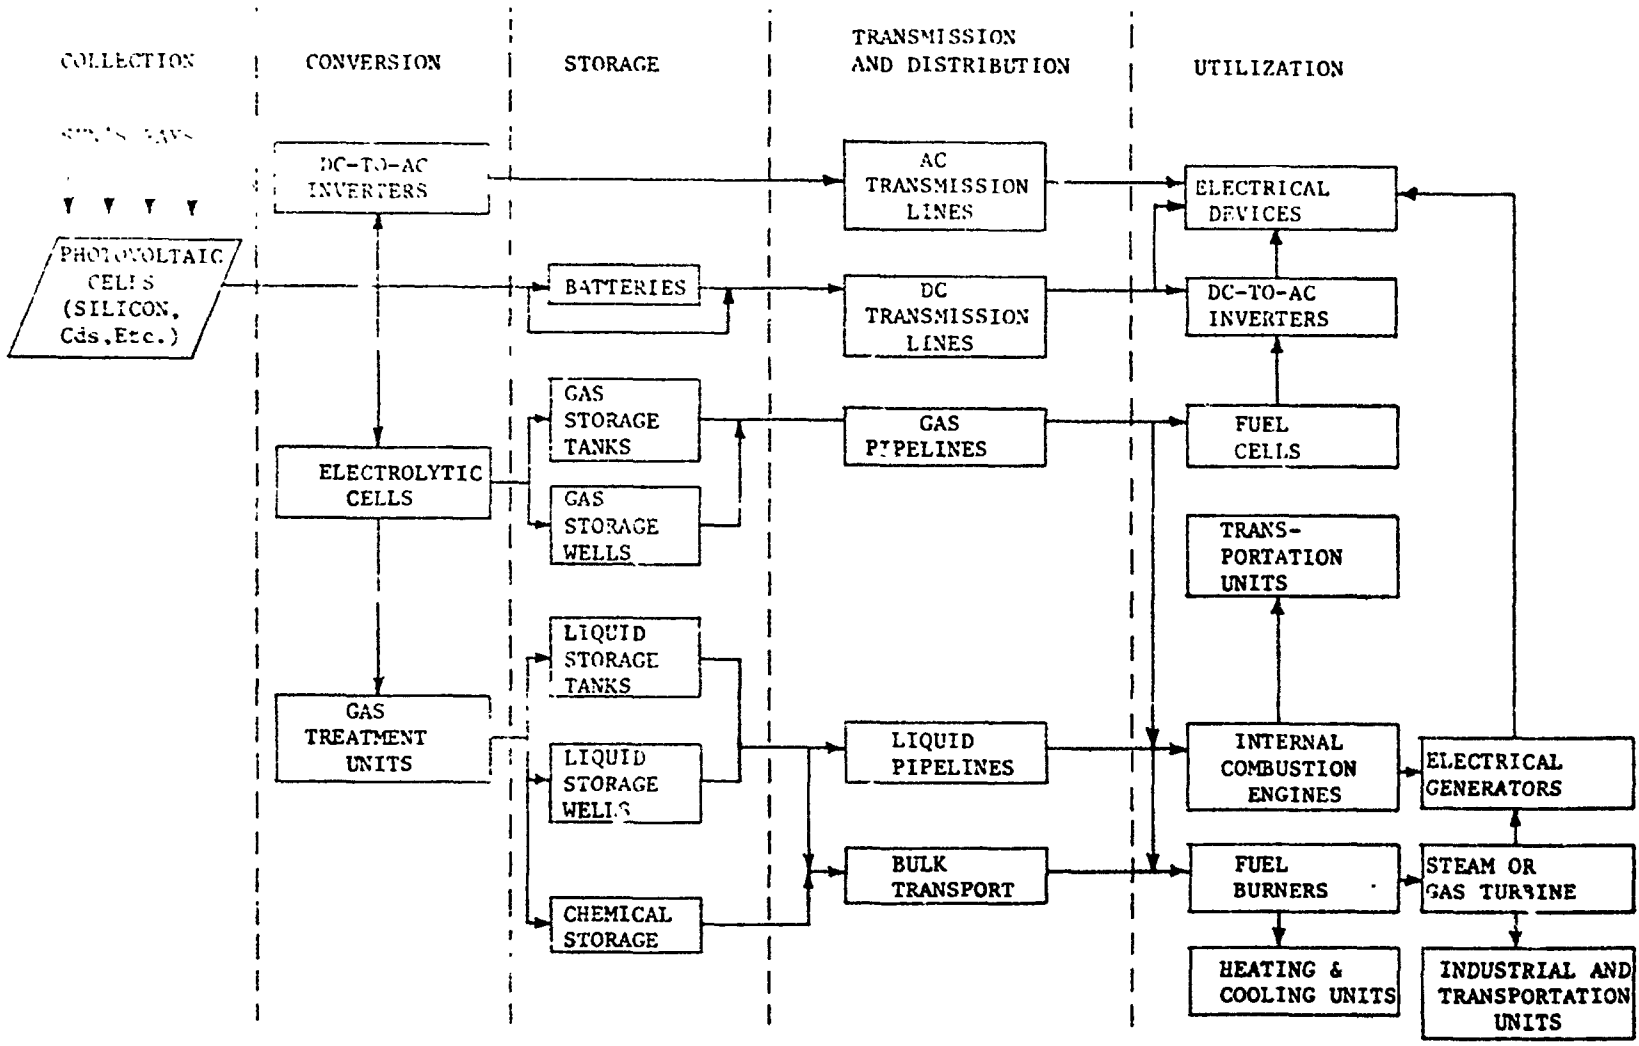 COLLECTION
CONVERSION
STORAGE
TRANSMISSION
AND DISTRIBUTION
UTILIZATION
DC-TO-AC
INVERTERS
AC
TRANSMISSION
LINES
ELECTRICAL
DEVICES
PHOTOVOLTAIC
CELLS
(SILICON,
Cds,Etc.)
BATTERIES
DC
TRANSMISSION
LINES
DC-TO-AC
INVERTERS
GAS
STORAGE
TANKS
GAS
PIPELINES
FUEL
CELLS
ELECTROLYTIC
CELLS
GAS
STORAGE
WELLS
TRANS-
PORTATION
UNITS
LIQUID
STORAGE
TANKS
GAS
TREATMENT
UNITS
LIQUID
STORAGE
WELLS
LIQUID
PIPELINES
INTERNAL
COMBUSTION
ENGINES
ELECTRICAL
GENERATORS
BULK
TRANSPORT
FUEL
BURNERS
STEAM OR
GAS TURBINE
CHEMICAL
STORAGE
HEATING &
COOLING UNITS
INDUSTRIAL AND
TRANSPORTATION
UNITS